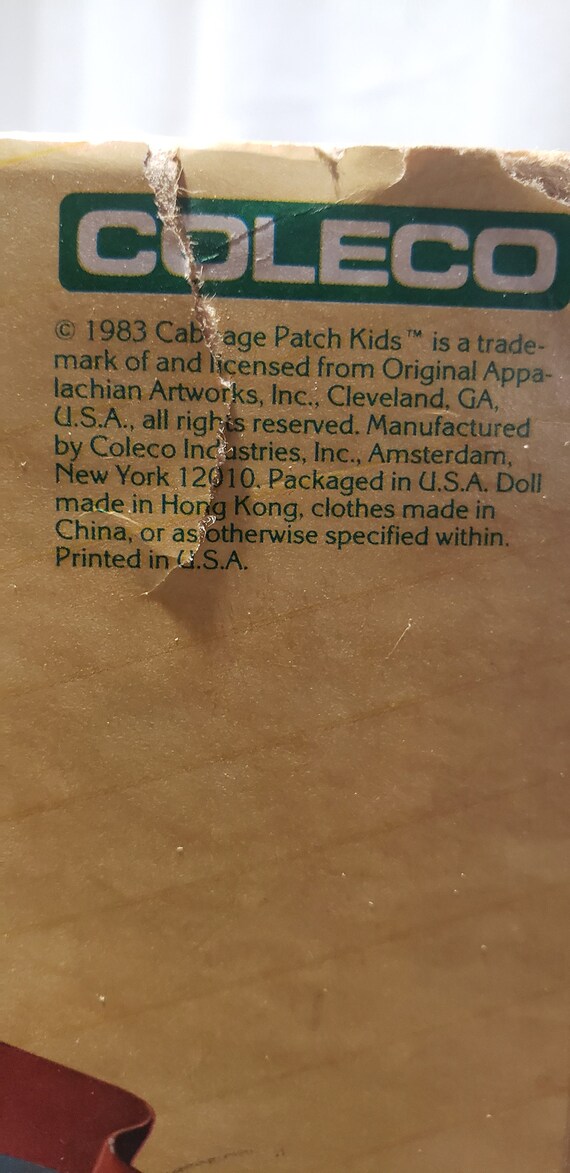 COLECO
© 1983 Cabbage Patch Kids™ is a trade-
mark of and licensed from Original Appa-
lachian Artworks, Inc., Cleveland, GA,
U.S.A., all rights reserved. Manufactured
by Coleco Industries, Inc., Amsterdam,
New York 12010. Packaged in U.S.A. Doll
made in Hong Kong, clothes made in
China, or as otherwise specified within.
Printed in U.S.A.